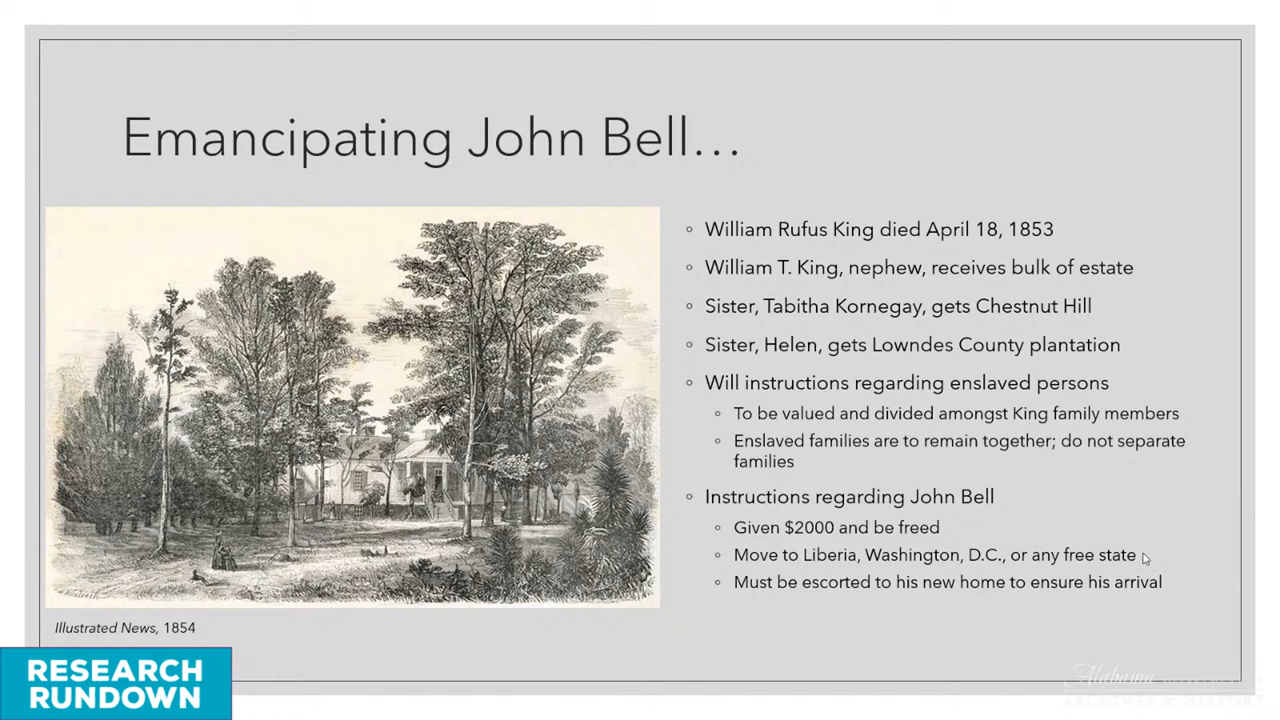 Emancipating John Bell...
William Rufus King died April 18, 1853
William T. King, nephew, receives bulk of estate
Sister, Tabitha Kornegay, gets Chestnut Hill
Sister, Helen, gets Lowndes County plantation
Will instructions regarding enslaved persons
To be valued and divided amongst King family members
Enslaved families are to remain together; do not separate
families
Instructions regarding John Bell
Given $2000 and be freed
Move to Liberia, Washington, D.C., or any free state
Must be escorted to his new home to ensure his arrival
Illustrated News, 1854
RESEARCH
RUNDOWN
Alabama
ARCHIVES & HISTORY